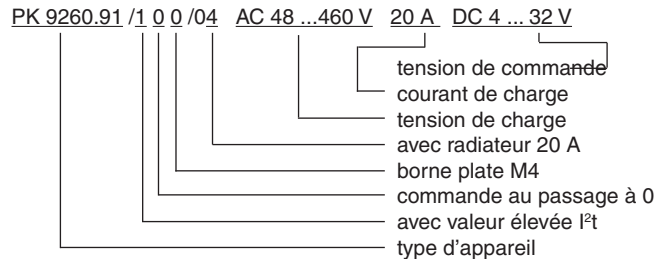 PK 9260.91 /1 0 0 /04 AC 48 ...460 V 20 A DC 4 ... 32 V
tension de commande
courant de charge
tension de charge
avec radiateur 20 A
borne plate M4
commande au passage à 0
avec valeur élevée I²t
type d'appareil